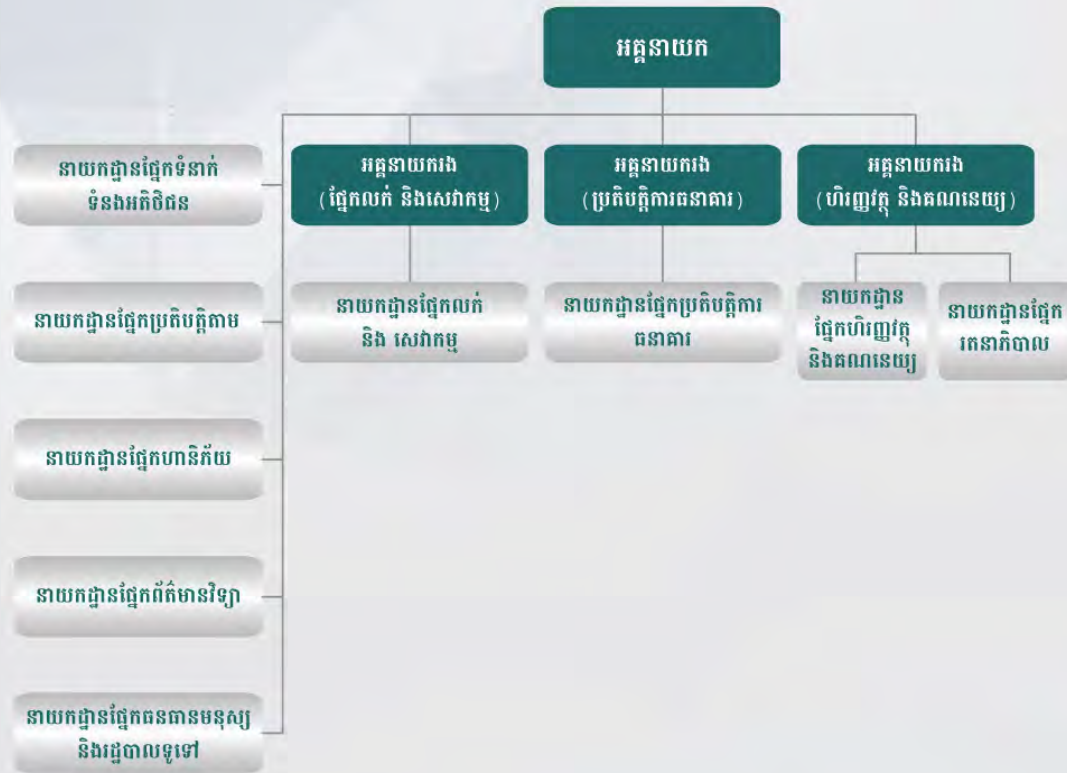 អគ្គនាយក
នាយកដ្ឋានផ្នែកទំនាក់
ទំនងអតិថិជន
អគ្គនាយករង
(ផ្នែកលក់ និងសេវាកម្ម)
អគ្គនាយករង
(ប្រតិបត្តិការធនាគារ)
អគ្គនាយករង
(ហិរញ្ញវត្ថុ និងគណនេយ្យ)
នាយកដ្ឋានផ្នែកប្រតិបត្តិតាម
នាយកដ្ឋានផ្នែកលក់
និង សេវាកម្ម
នាយកដ្ឋានផ្នែកប្រតិបត្តិការ
ធនាគារ
នាយកដ្ឋាន
ផ្នែកហិរញ្ញវត្ថុ
និងគណនេយ្យ
នាយកដ្ឋានផ្នែក
រតនាភិបាល
នាយកដ្ឋានផ្នែកហានិភ័យ
នាយកដ្ឋានផ្នែកព័ត៌មានវិទ្យា
នាយកដ្ឋានផ្នែកធនធានមនុស្ស
និងរដ្ឋបាលទូទៅ